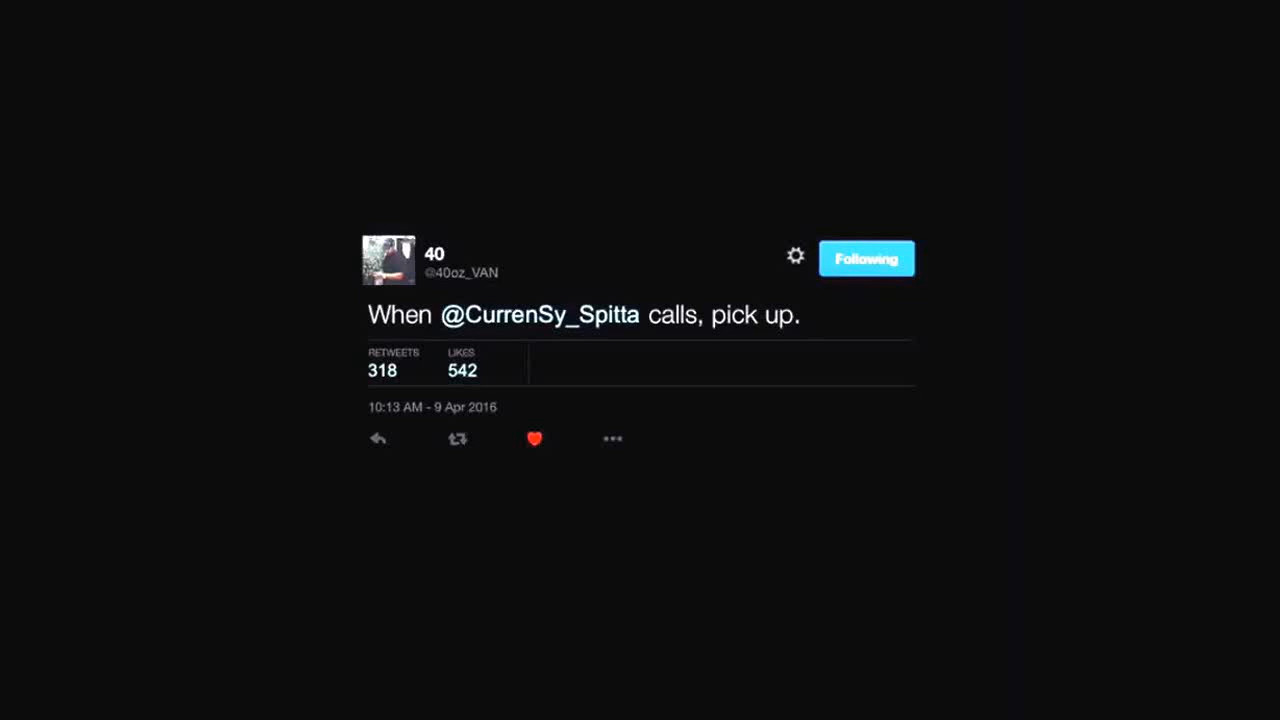 40
@40oz_VAN
Following
When @CurrenSy_Spitta calls, pick up.
RETWEETS LIKES
318 542
10:13 AM - 9 Apr 2016